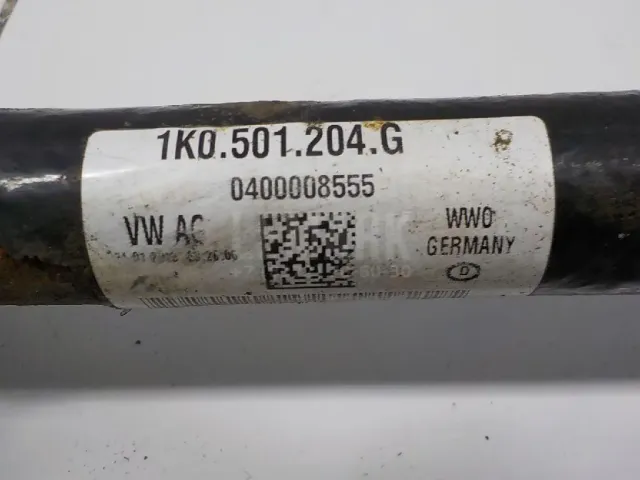 1K0.501.204.G
0400008555
VW AG
WWO
GERMANY
D